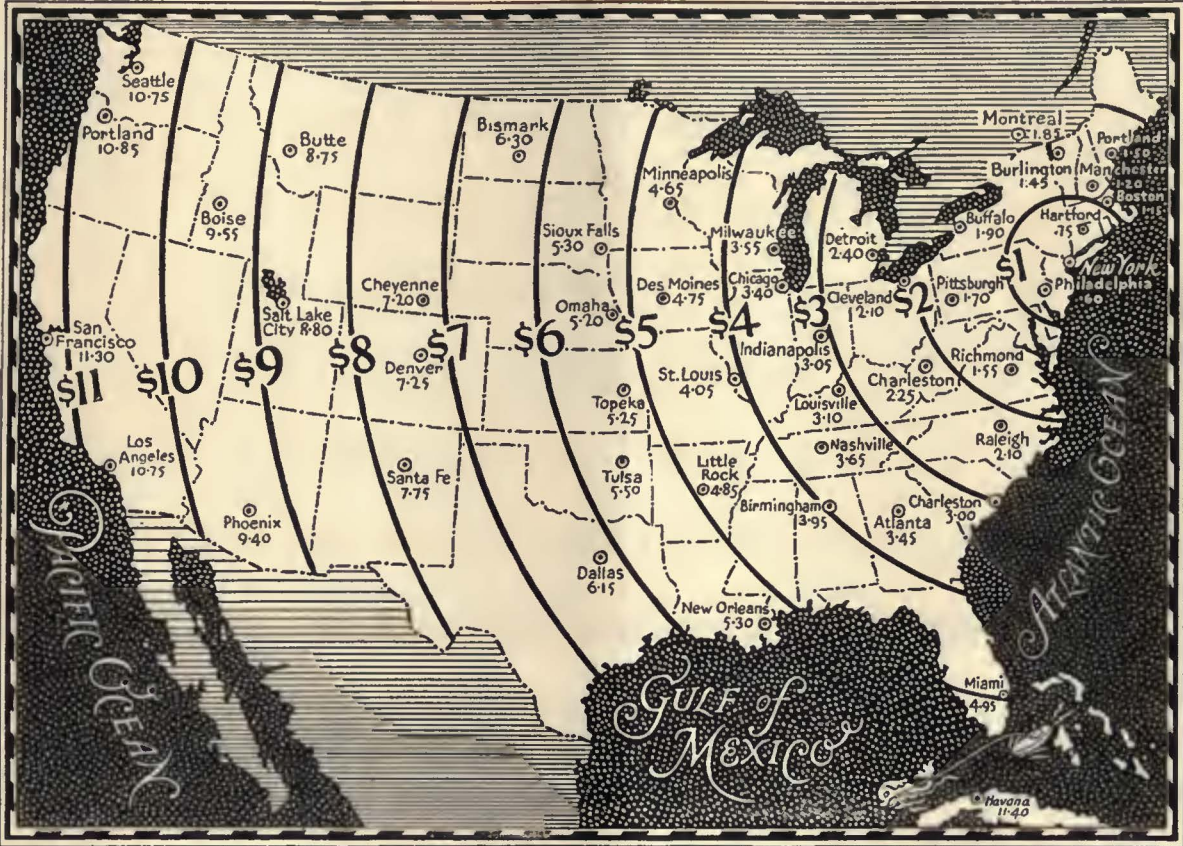 Seattle
10.75
Portland
10.85
Butte
8.75
Bismark
6.30
Boise
9.55
Minneapolis
4.65
Sioux Falls
5.30
Milwaukee
3.55
Detroit
2.40
Montreal
1.85
Burlington
1.45
Portland
1.50
Manchester
1.20
Boston
1.15
Buffalo
1.90
Hartford
.75
New York
Philadelphia
.60
Pittsburgh
1.70
Cleveland
2.10
Chicago
3.40
Des Moines
4.75
Omaha
5.20
Cheyenne
7.20
Salt Lake
City 8.80
San
Francisco
11.30
Denver
7.25
$11
$10
$9
$8
$7
$6
$5
$4
$3
$2
$1
Indianapolis
3.05
St. Louis
4.05
Louisville
3.10
Charleston
2.25
Richmond
1.55
Topeka
5.25
Los
Angeles
10.75
Santa Fe
7.75
Tulsa
5.50
Little
Rock
4.85
Nashville
3.65
Raleigh
2.10
Phoenix
9.40
Birmingham
3.95
Atlanta
3.45
Charleston
3.00
Dallas
6.15
New Orleans
5.30
Miami
4.95
Havana
11.40
Pacific Ocean
Gulf of
Mexico
Atlantic Ocean